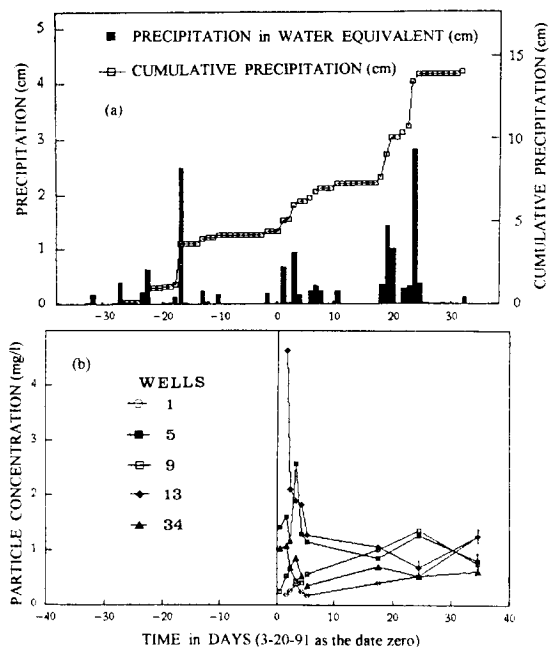 5
4
3
2
1
0
PRECIPITATION (cm)
PRECIPITATION in WATER EQUIVALENT (cm)
CUMULATIVE PRECIPITATION (cm)
(a)
15
10
5
0
CUMULATIVE PRECIPITATION (cm)
−30 −20 −10 0 10 20 30
(b)
WELLS
1
5
9
13
34
4
3
2
1
0
PARTICLE CONCENTRATION (mg/l)
−30 −20 −10 0 10 20 30 40
TIME in DAYS (3-20-91 as the date zero)